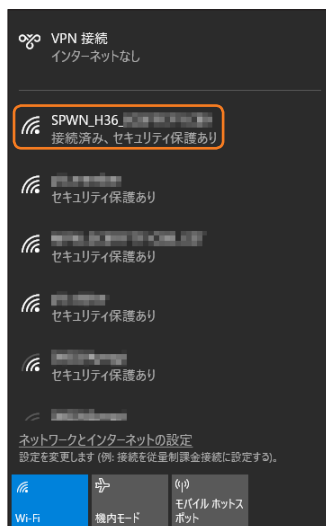 VPN 接続
インターネットなし
SPWN_H36_
接続済み、セキュリティ保護あり
セキュリティ保護あり
セキュリティ保護あり
セキュリティ保護あり
セキュリティ保護あり
ネットワークとインターネットの設定
設定を変更します (例: 接続を従量制課金接続に設定する)。
Wi-Fi
機内モード
モバイル ホットス
ポット